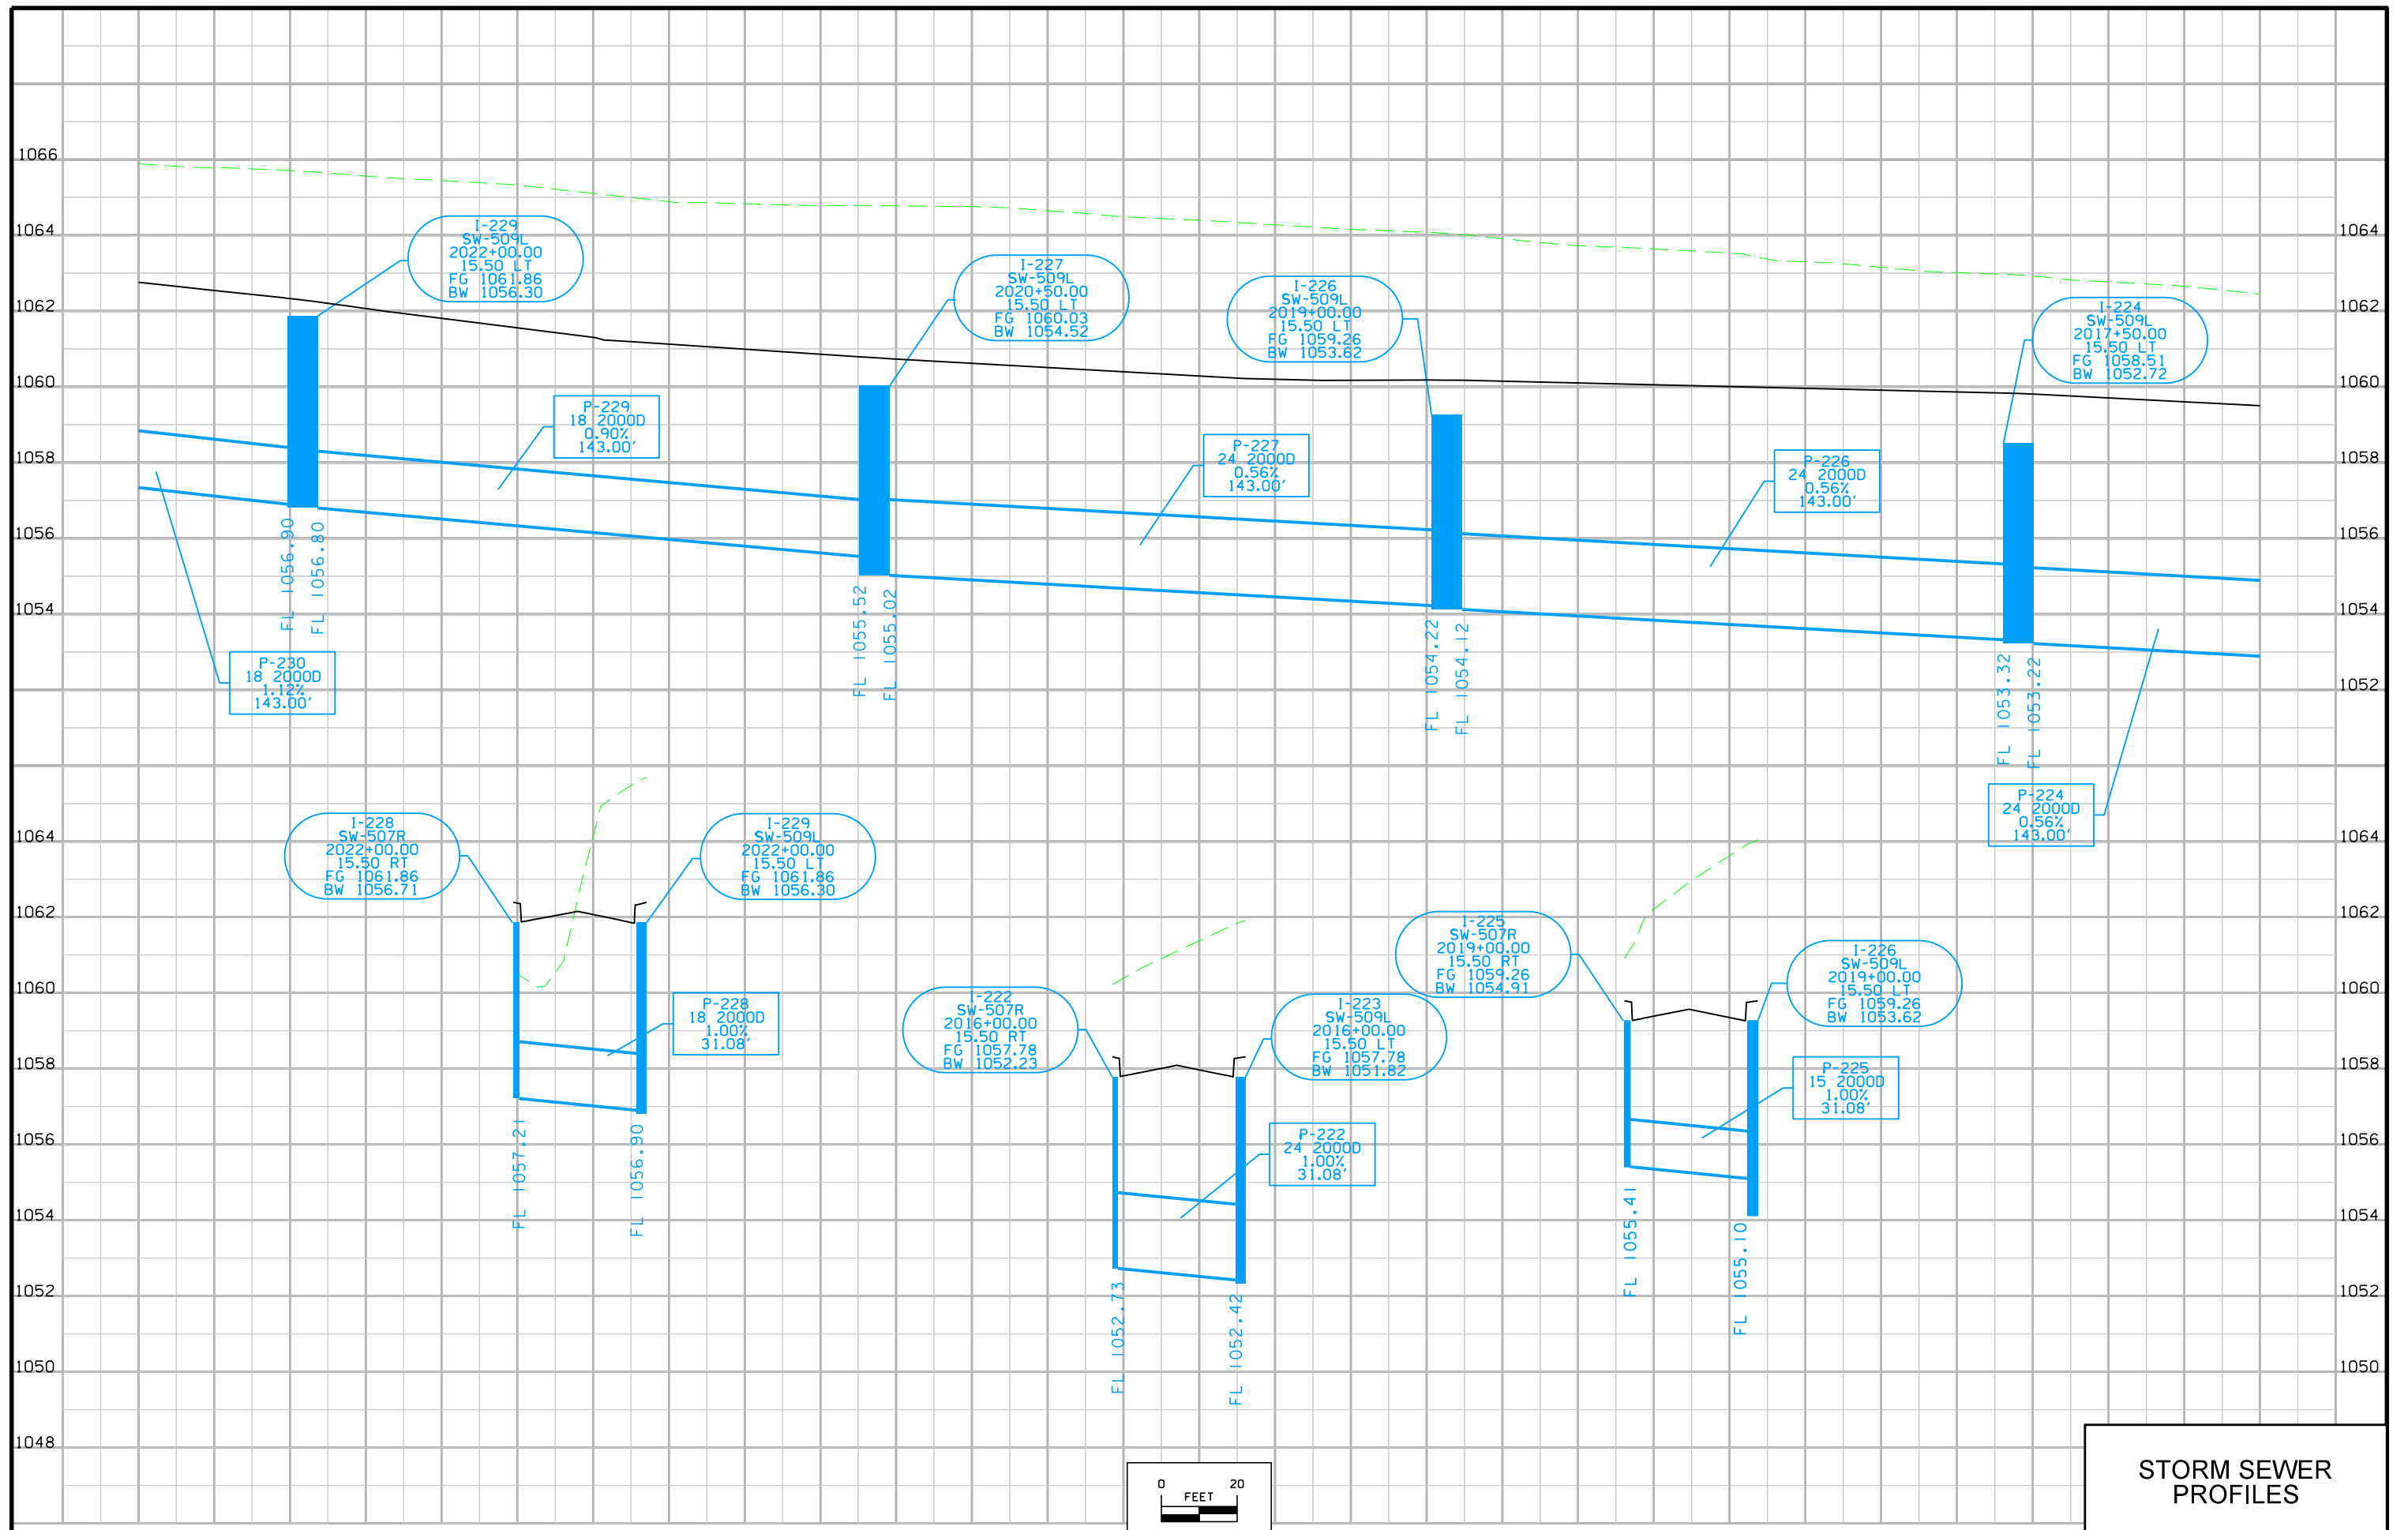 1066
1064
1062
1060
1058
1056
1054
1052
1064
1062
1060
1058
1056
1054
1052
I-229
SW-509L
2022+00.00
15.50 LT
FG 1061.86
BW 1056.30
I-227
SW-509L
2020+50.00
15.50 LT
FG 1060.03
BW 1054.52
I-226
SW-509L
2019+00.00
15.50 LT
FG 1059.26
BW 1053.62
I-224
SW-509L
2017+50.00
15.50 LT
FG 1058.51
BW 1052.72
P-229
18 2000D
0.90%
143.00'
P-227
24 2000D
0.56%
143.00'
P-226
24 2000D
0.56%
143.00'
FL 1056.90
FL 1056.80
FL 1055.52
FL 1055.02
FL 1054.22
FL 1054.12
FL 1053.32
FL 1053.22
P-230
18 2000D
1.12%
143.00'
P-224
24 2000D
0.56%
143.00'
1064
1062
1060
1058
1056
1054
1052
1050
1048
1064
1062
1060
1058
1056
1054
1052
1050
I-228
SW-507R
2022+00.00
15.50 RT
FG 1061.86
BW 1056.71
I-229
SW-509L
2022+00.00
15.50 LT
FG 1061.86
BW 1056.30
P-228
18 2000D
1.00%
31.08'
FL 1057.21
FL 1056.90
I-222
SW-507R
2016+00.00
15.50 RT
FG 1057.78
BW 1052.23
I-223
SW-509L
2016+00.00
15.50 LT
FG 1057.78
BW 1051.82
P-222
24 2000D
1.00%
31.08'
FL 1052.73
FL 1052.42
I-225
SW-507R
2019+00.00
15.50 RT
FG 1059.26
BW 1054.91
I-226
SW-509L
2019+00.00
15.50 LT
FG 1059.26
BW 1053.62
P-225
15 2000D
1.00%
31.08'
FL 1055.41
FL 1055.10
0 20
FEET
STORM SEWER
PROFILES